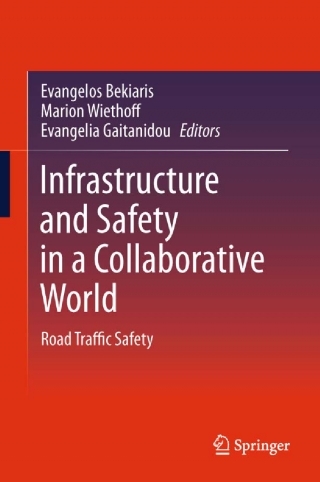 Evangelos Bekiaris
Marion Wiethoff
Evangelia Gaitanidou Editors
Infrastructure
and Safety
in a Collaborative
World
Road Traffic Safety
Springer